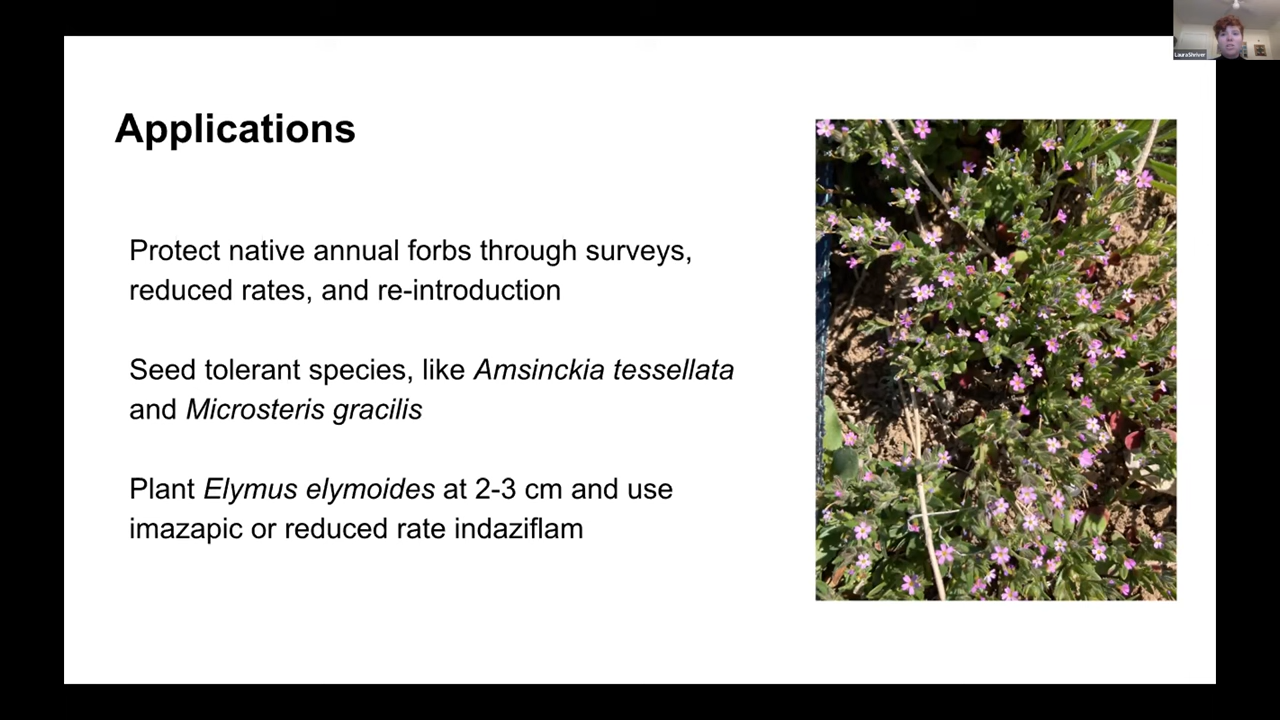 LauraShriver
Applications
Protect native annual forbs through surveys,
reduced rates, and re-introduction
Seed tolerant species, like Amsinckia tessellata
and Microsteris gracilis
Plant Elymus elymoides at 2-3 cm and use
imazapic or reduced rate indaziflam